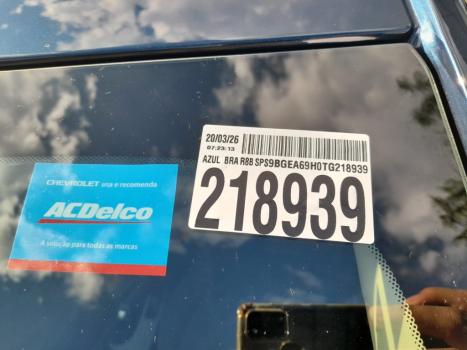 20/03/26
07:23:13
AZUL BRA R8B SPS9BGEA69H0TG218939
218939
CHEVROLET usa e recomenda
ACDelco
A solução para todas as marcas